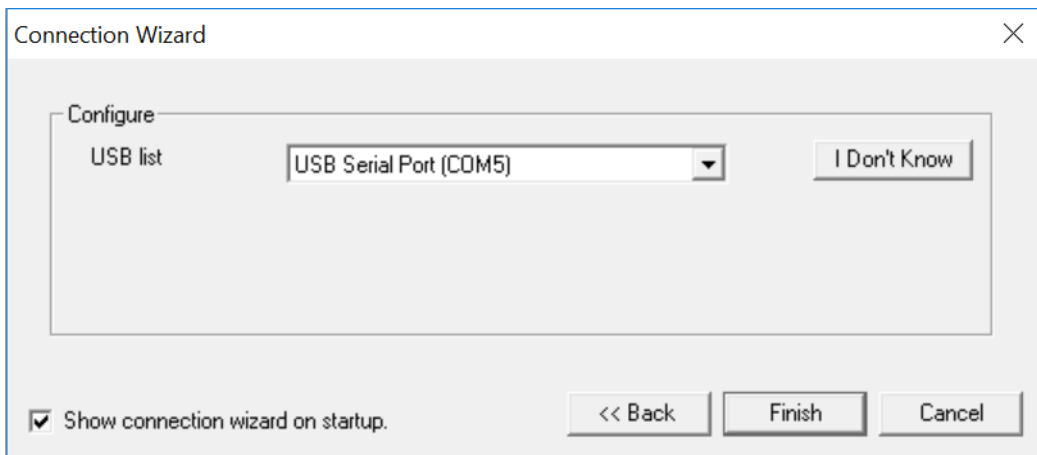 Connection Wizard
Configure
USB list
USB Serial Port (COM5)
I Don't Know
Show connection wizard on startup.
<< Back
Finish
Cancel